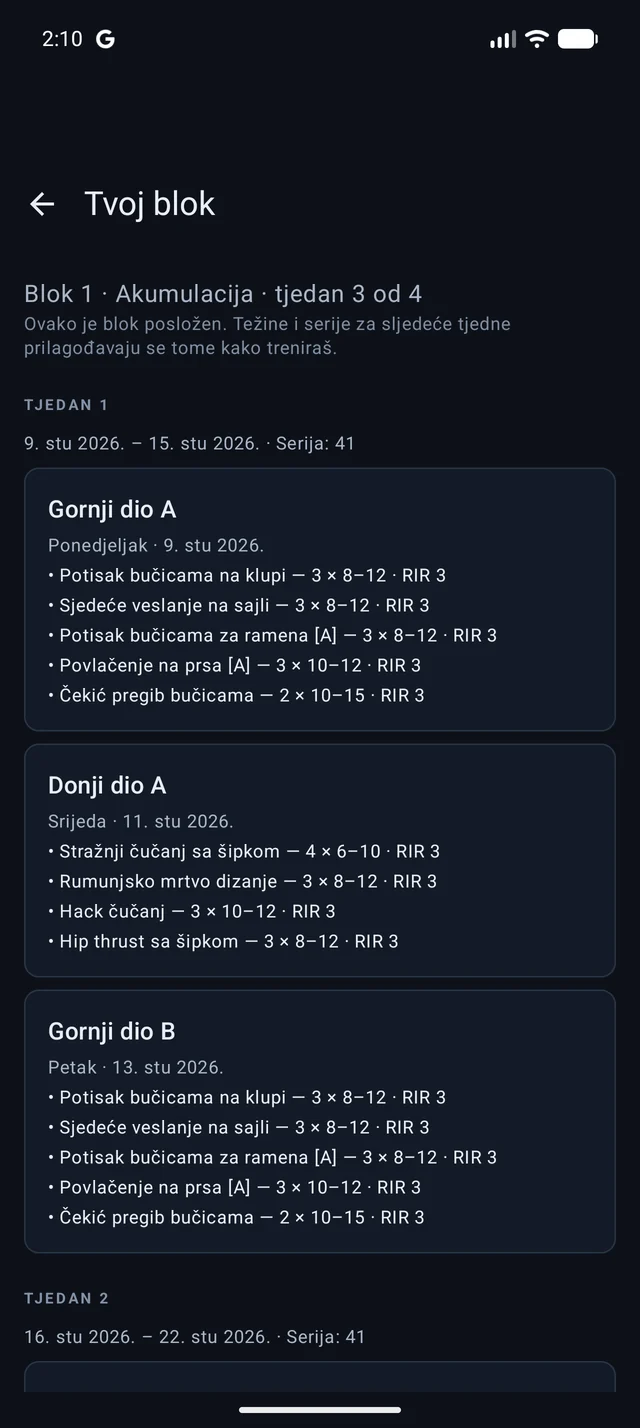 2:10 G
Tvoj blok
Blok 1 · Akumulacija · tjedan 3 od 4
Ovako je blok posložen. Težine i serije za sljedeće tjedne
prilagođavaju se tome kako treniraš.
TJEDAN 1
9. stu 2026. – 15. stu 2026. · Serija: 41
Gornji dio A
Ponedjeljak · 9. stu 2026.
• Potisak bučicama na klupi — 3 × 8–12 · RIR 3
• Sjedeće veslanje na sajli — 3 × 8–12 · RIR 3
• Potisak bučicama za ramena [A] — 3 × 8–12 · RIR 3
• Povlačenje na prsa [A] — 3 × 10–12 · RIR 3
• Čekić pregib bučicama — 2 × 10–15 · RIR 3
Donji dio A
Srijeda · 11. stu 2026.
• Stražnji čučanj sa šipkom — 4 × 6–10 · RIR 3
• Rumunjsko mrtvo dizanje — 3 × 8–12 · RIR 3
• Hack čučanj — 3 × 10–12 · RIR 3
• Hip thrust sa šipkom — 3 × 8–12 · RIR 3
Gornji dio B
Petak · 13. stu 2026.
• Potisak bučicama na klupi — 3 × 8–12 · RIR 3
• Sjedeće veslanje na sajli — 3 × 8–12 · RIR 3
• Potisak bučicama za ramena [A] — 3 × 8–12 · RIR 3
• Povlačenje na prsa [A] — 3 × 10–12 · RIR 3
• Čekić pregib bučicama — 2 × 10–15 · RIR 3
TJEDAN 2
16. stu 2026. – 22. stu 2026. · Serija: 41